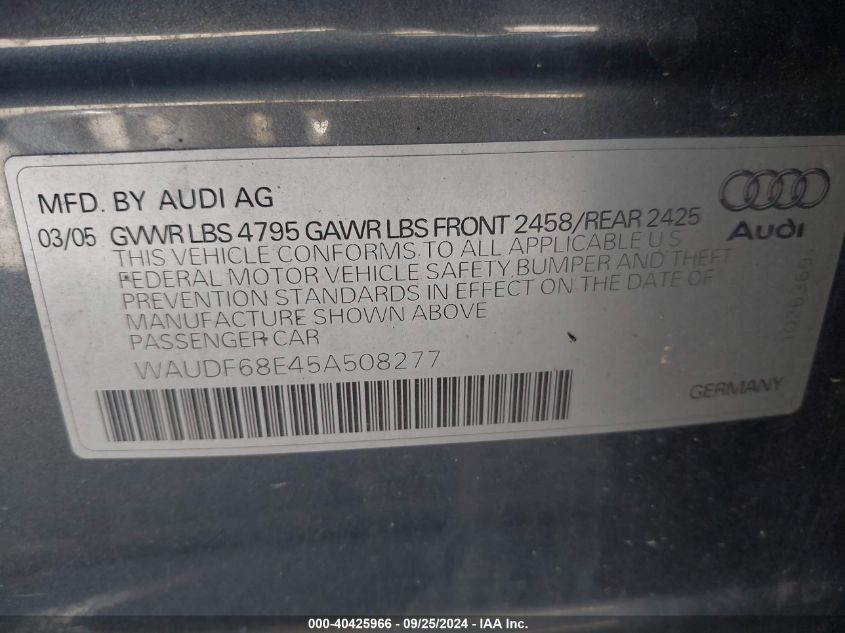 MFD. BY AUDI AG
03/05 GVWR LBS 4795 GAWR LBS FRONT 2458/REAR 2425
THIS VEHICLE CONFORMS TO ALL APPLICABLE U S
FEDERAL MOTOR VEHICLE SAFETY, BUMPER AND THEFT
PREVENTION STANDARDS IN EFFECT ON THE DATE OF
MANUFACTURE SHOWN ABOVE
PASSENGER CAR
WAUDF68E45A508277
Audi
GERMANY
000-40425966 - 09/25/2024 - IAA Inc.